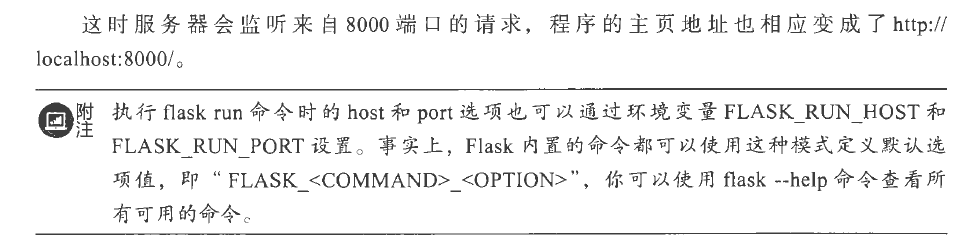 这时服务器会监听来自8000端口的请求，程序的主页地址也相应变成了http://
localhost:8000/。
附注
执行flask run命令时的host和port选项也可以通过环境变量FLASK_RUN_HOST和
FLASK_RUN_PORT设置。事实上，Flask内置的命令都可以使用这种模式定义默认选
项值，即“FLASK_<COMMAND>_<OPTION>”，你可以使用flask --help命令查看所
有可用的命令。